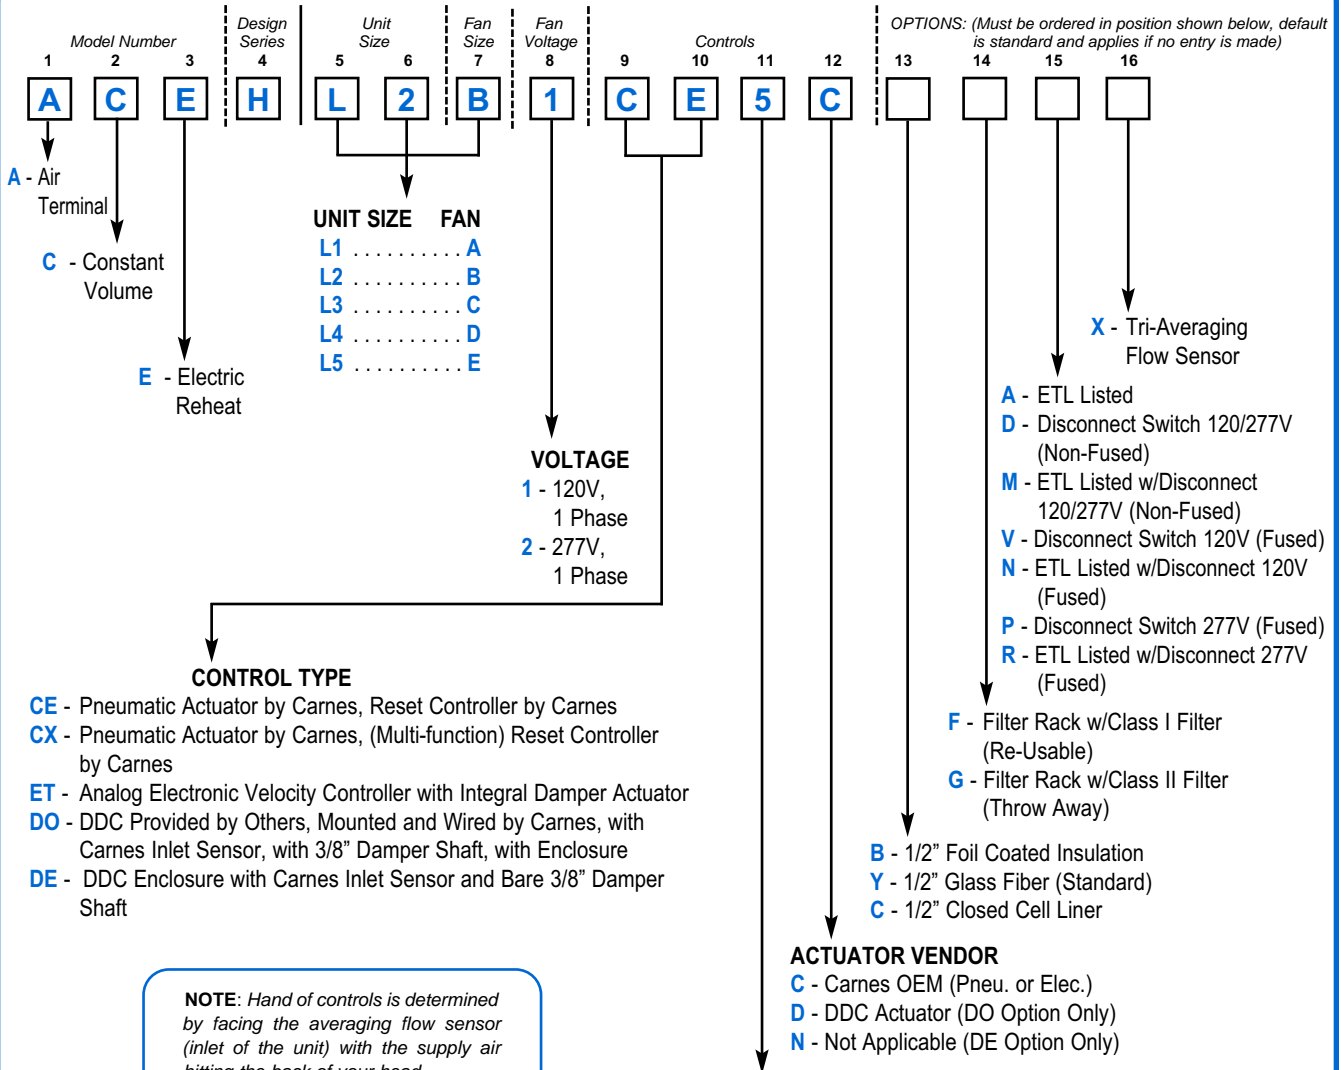 Model Number
Design Series
Unit Size
Fan Size
Fan Voltage
Controls
OPTIONS: (Must be ordered in position shown below, default
is standard and applies if no entry is made)
1 2 3 4 5 6 7 8 9 10 11 12 13 14 15 16
A C E H L 2 B 1 C E 5 C
A - Air
Terminal
C - Constant
Volume
E - Electric
Reheat
UNIT SIZE FAN
L1 . . . . . . . . . . A
L2 . . . . . . . . . . B
L3 . . . . . . . . . . C
L4 . . . . . . . . . . D
L5 . . . . . . . . . . E
VOLTAGE
1 - 120V,
1 Phase
2 - 277V,
1 Phase
X - Tri-Averaging
Flow Sensor
A - ETL Listed
D - Disconnect Switch 120/277V
(Non-Fused)
M - ETL Listed w/Disconnect
120/277V (Non-Fused)
V - Disconnect Switch 120V (Fused)
N - ETL Listed w/Disconnect 120V
(Fused)
P - Disconnect Switch 277V (Fused)
R - ETL Listed w/Disconnect 277V
(Fused)
F - Filter Rack w/Class I Filter
(Re-Usable)
G - Filter Rack w/Class II Filter
(Throw Away)
B - 1/2” Foil Coated Insulation
Y - 1/2” Glass Fiber (Standard)
C - 1/2” Closed Cell Liner
CONTROL TYPE
CE - Pneumatic Actuator by Carnes, Reset Controller by Carnes
CX - Pneumatic Actuator by Carnes, (Multi-function) Reset Controller
by Carnes
ET - Analog Electronic Velocity Controller with Integral Damper Actuator
DO - DDC Provided by Others, Mounted and Wired by Carnes, with
Carnes Inlet Sensor, with 3/8” Damper Shaft, with Enclosure
DE - DDC Enclosure with Carnes Inlet Sensor and Bare 3/8” Damper
Shaft
ACTUATOR VENDOR
C - Carnes OEM (Pneu. or Elec.)
D - DDC Actuator (DO Option Only)
N - Not Applicable (DE Option Only)
NOTE: Hand of controls is determined
by facing the averaging flow sensor
(inlet of the unit) with the supply air
hitting the back of your head